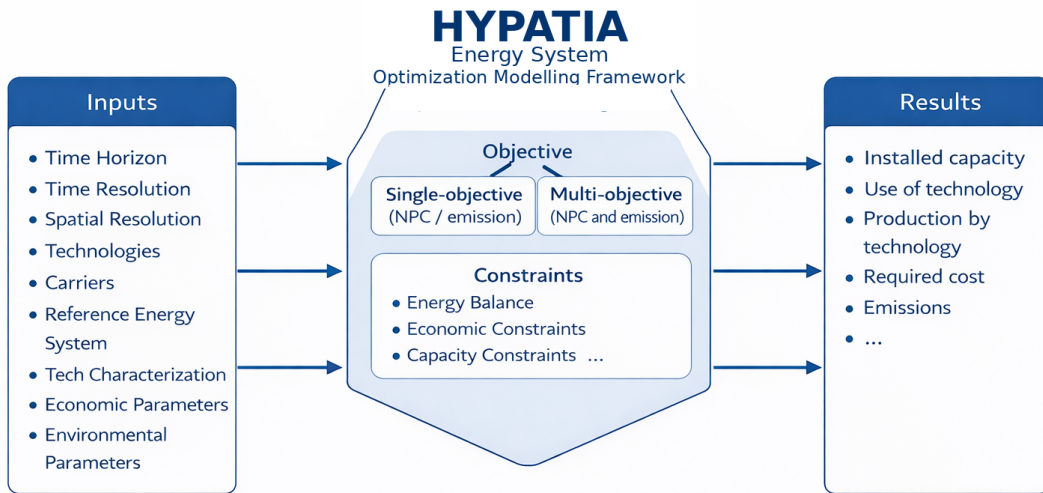 HYPATIA
Energy System
Optimization Modelling Framework
Inputs
• Time Horizon
• Time Resolution
• Spatial Resolution
• Technologies
• Carriers
• Reference Energy
System
• Tech Characterization
• Economic Parameters
• Environmental
Parameters
Objective
Single-objective
(NPC / emission)
Multi-objective
(NPC and emission)
Constraints
• Energy Balance
• Economic Constraints
• Capacity Constraints ...
Results
• Installed capacity
• Use of technology
• Production by
technology
• Required cost
• Emissions
• ...